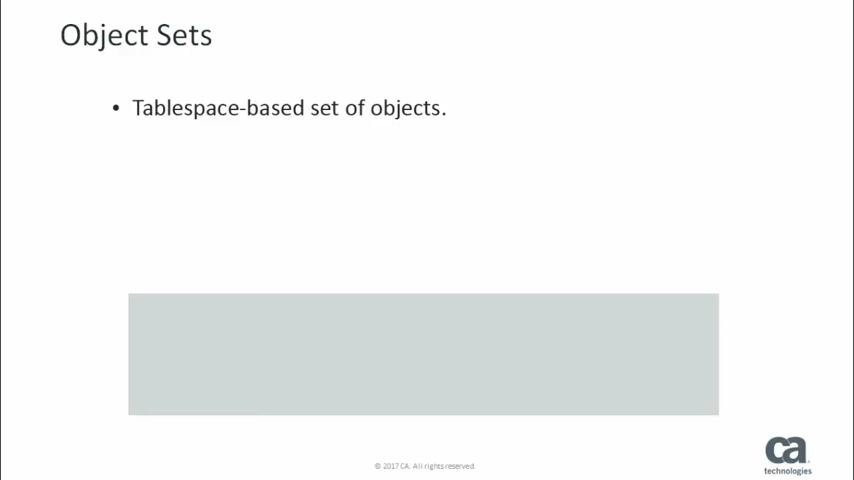 Object Sets
• Tablespace-based set of objects.
© 2017 CA. All rights reserved.
ca
technologies